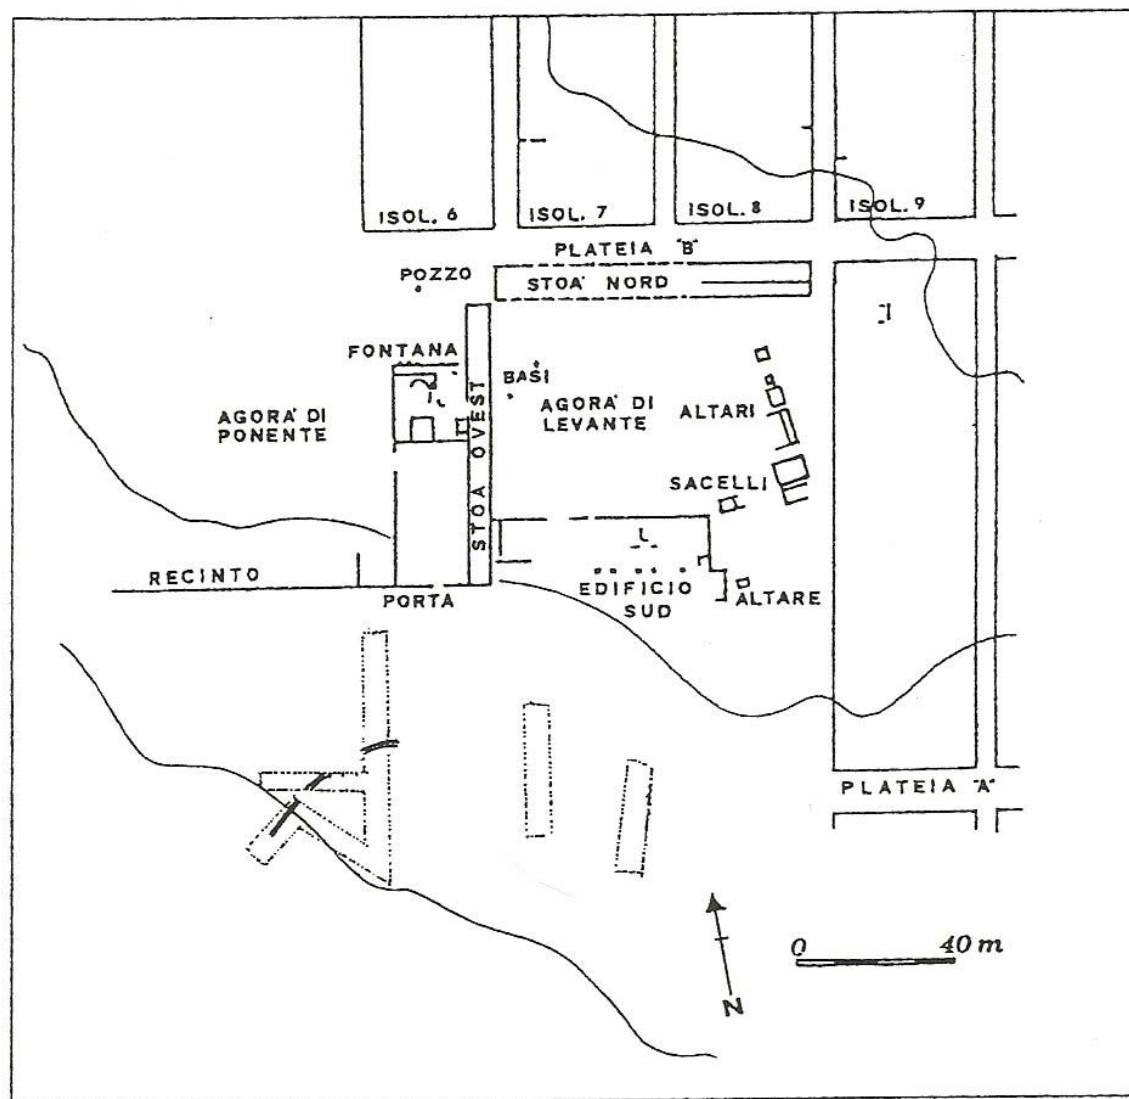 ISOL. 6
ISOL. 7
ISOL. 8
ISOL. 9
PLATEIA "B"
POZZO
STOA' NORD
FONTANA
BASI
STOA OVEST
AGORA' DI
PONENTE
AGORA' DI
LEVANTE
ALTARI
SACELLI
RECINTO
PORTA
EDIFICIO
SUD
ALTARE
PLATEIA "A"
0 40 m
N